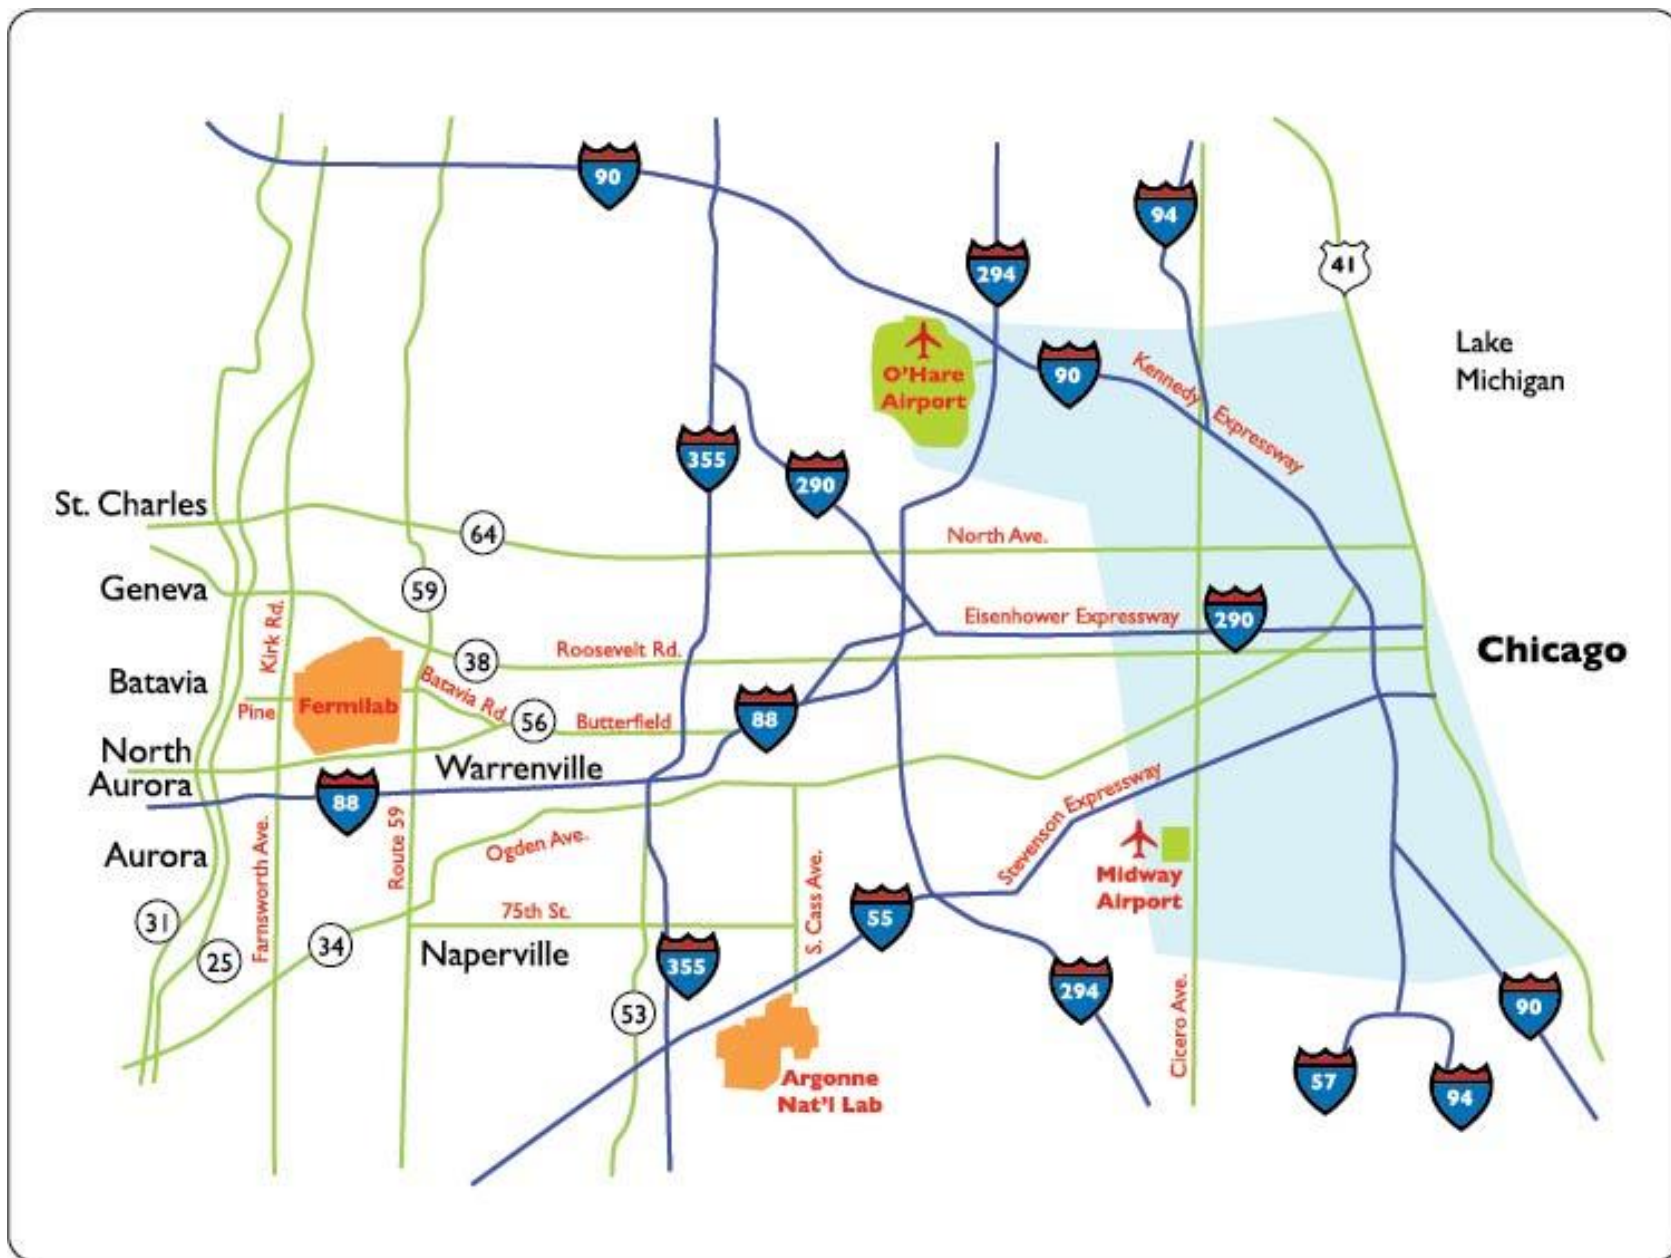 90
94
294
41
Lake
Michigan
O'Hare
Airport
90
Kennedy Expressway
355
290
St. Charles
64
North Ave.
59
Geneva
Kirk Rd.
Eisenhower Expressway
290
38
Roosevelt Rd.
Chicago
Batavia
Batavia Rd.
Pine
Fermilab
56
Butterfield
88
North
Aurora
Warrenville
88
Stevenson Expressway
Aurora
Farnsworth Ave.
Route 59
Ogden Ave.
S. Cass Ave.
Midway
Airport
31
25
34
75th St.
55
Naperville
355
294
Cicero Ave.
90
53
57
94
Argonne
Nat'l Lab